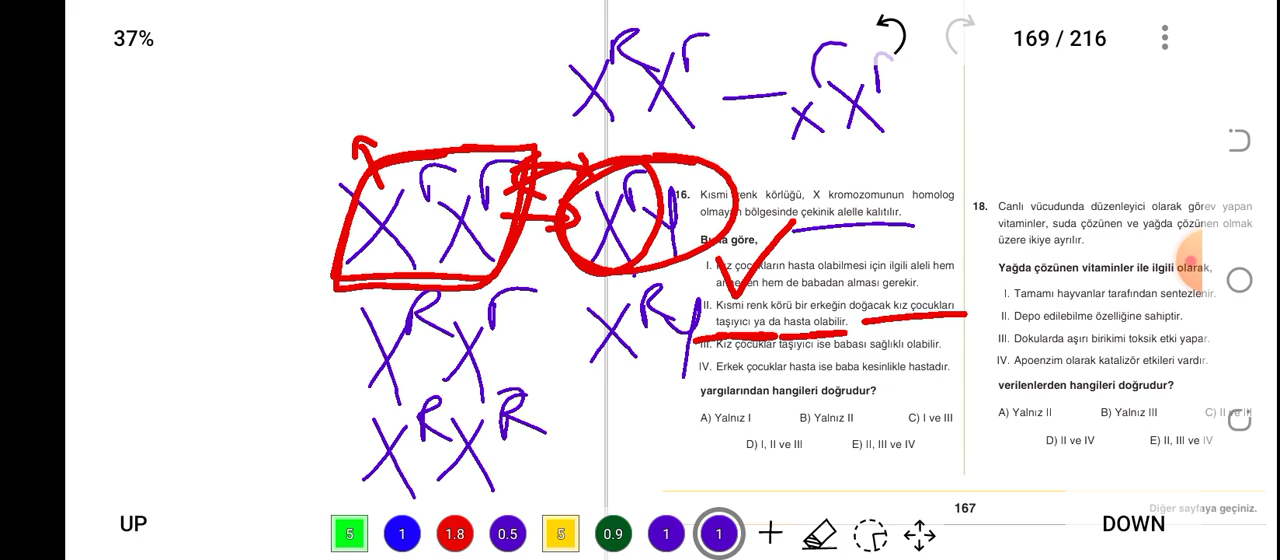 37%
169 / 216
X^R X^r — X^r X^r
X^r X^r
X^r y
X^R X^r
X^R y
X^R X^R
16. Kısmi renk körlüğü, X kromozomunun homolog
olmayan bölgesinde çekinik alelle kalıtılır.
Buna göre,
I. Kız çocukların hasta olabilmesi için ilgili aleli hem
anneden hem de babadan alması gerekir.
II. Kısmi renk körü bir erkeğin doğacak kız çocukları
taşıyıcı ya da hasta olabilir.
III. Kız çocuklar taşıyıcı ise babası sağlıklı olabilir.
IV. Erkek çocuklar hasta ise baba kesinlikle hastadır.
yargılarından hangileri doğrudur?
A) Yalnız I B) Yalnız II C) I ve III
D) I, II ve III E) II, III ve IV
18. Canlı vücudunda düzenleyici olarak görev yapan
vitaminler, suda çözünen ve yağda çözünen olmak
üzere ikiye ayrılır.
Yağda çözünen vitaminler ile ilgili olarak,
I. Tamamı hayvanlar tarafından sentezlenir.
II. Depo edilebilme özelliğine sahiptir.
III. Dokularda aşırı birikimi toksik etki yapar.
IV. Apoenzim olarak katalizör etkileri vardır.
verilenlerden hangileri doğrudur?
A) Yalnız II B) Yalnız III C) II ve III
D) II ve IV E) II, III ve IV
167
Diğer sayfaya geçiniz.
UP
5 1 1.8 0.5 5 0.9 1 1
DOWN